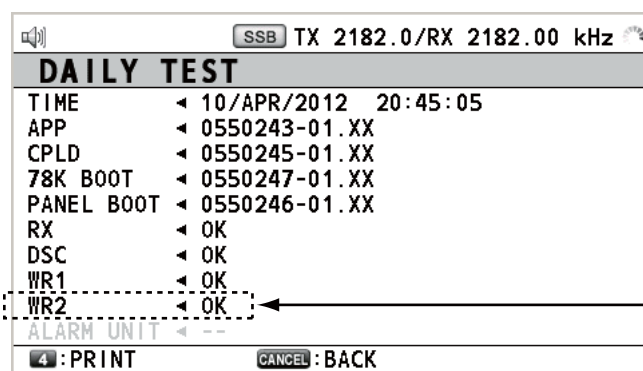 SSB TX 2182.0/RX 2182.00 kHz
DAILY TEST
TIME ◄ 10/APR/2012 20:45:05
APP ◄ 0550243-01.XX
CPLD ◄ 0550245-01.XX
78K BOOT ◄ 0550247-01.XX
PANEL BOOT ◄ 0550246-01.XX
RX ◄ OK
DSC ◄ OK
WR1 ◄ OK
WR2 ◄ OK
ALARM UNIT ◄ --
4 :PRINT CANCEL :BACK